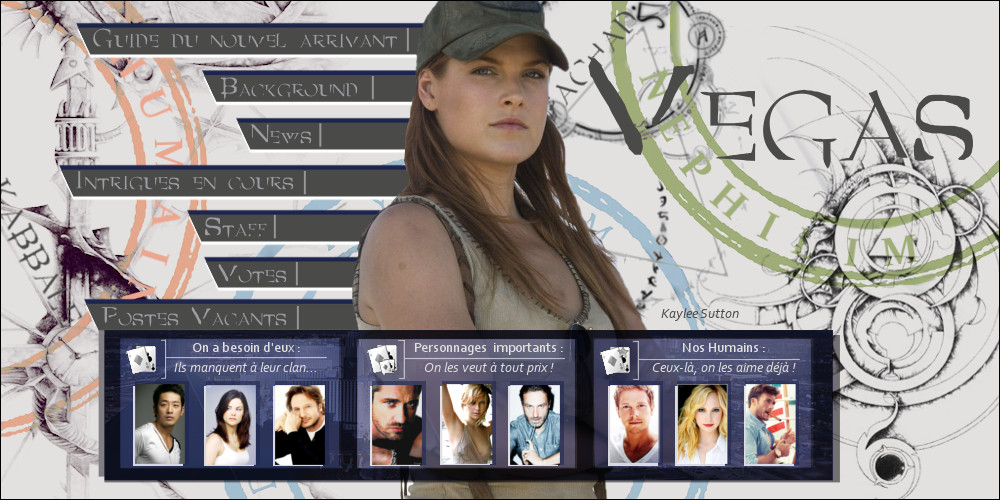 Guide du nouvel arrivant |
Background |
News |
Intrigues en cours |
Staff |
Votes |
Postes Vacants |
Vegas
NEPHILIM
HUMAIN
KABBAL
Kaylee Sutton
On a besoin d'eux :
Ils manquent à leur clan...
Personnages importants :
On les veut à tout prix !
Nos Humains :
Ceux-là, on les aime déjà !